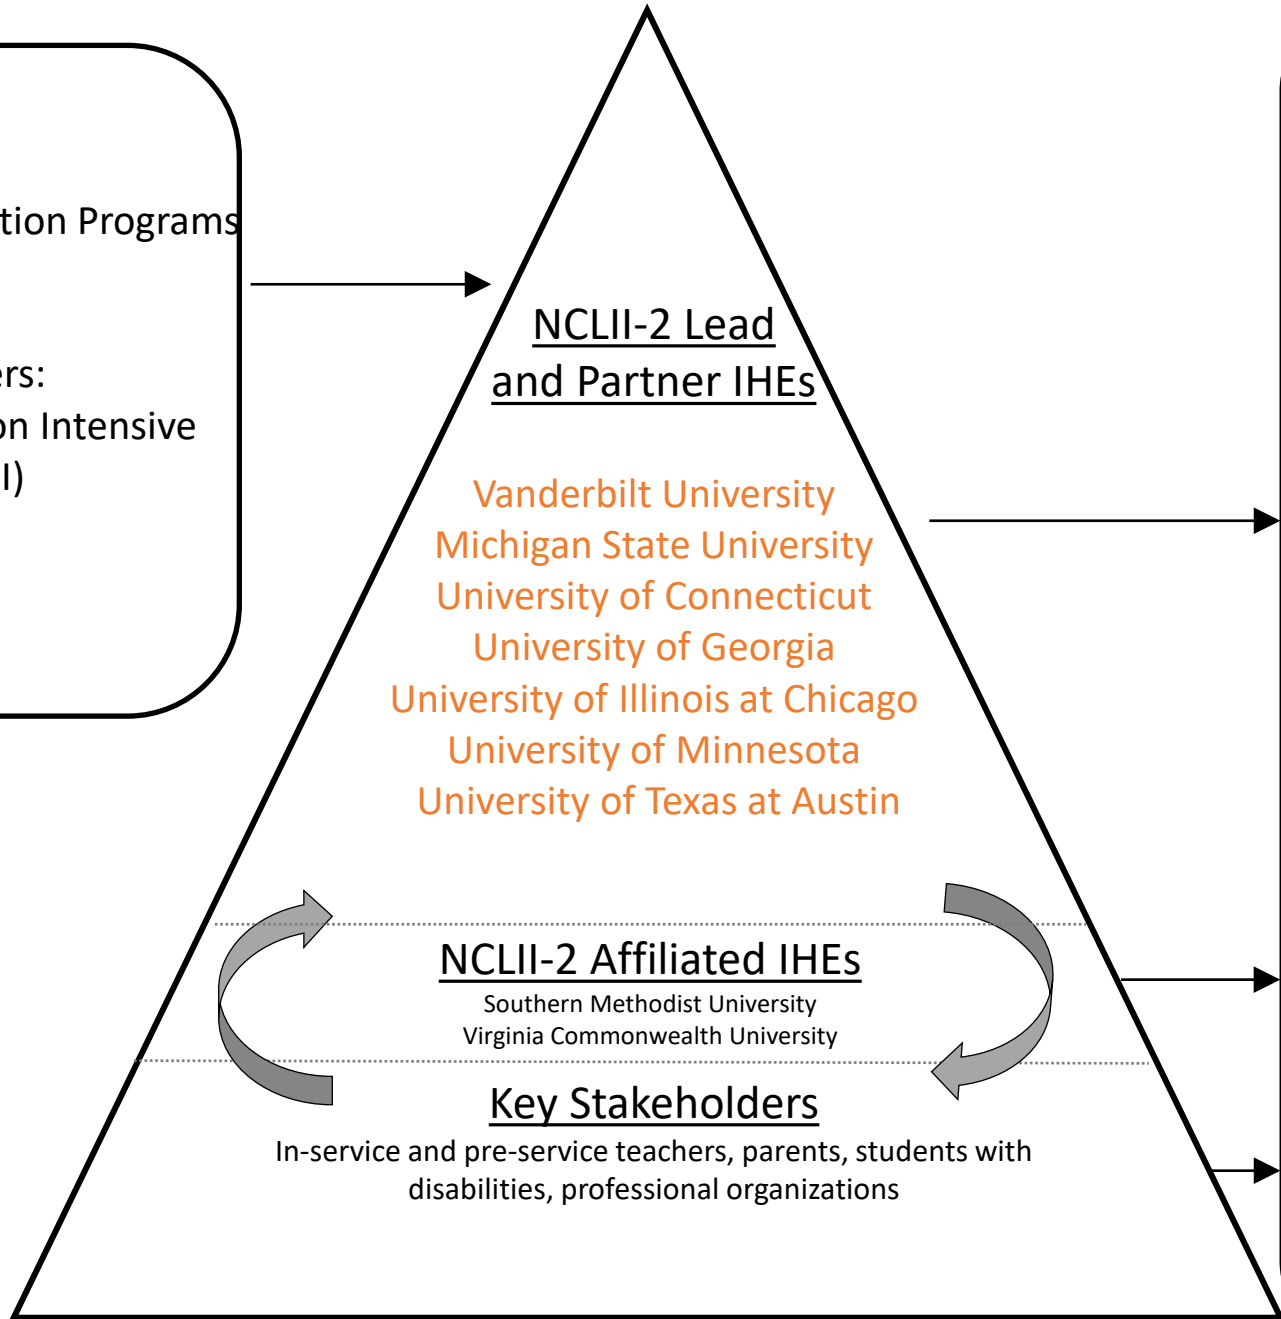 tion Programs
ers:
on Intensive
I)
NCLII-2 Lead
and Partner IHEs
Vanderbilt University
Michigan State University
University of Connecticut
University of Georgia
University of Illinois at Chicago
University of Minnesota
University of Texas at Austin
NCLII-2 Affiliated IHEs
Southern Methodist University
Virginia Commonwealth University
Key Stakeholders
In-service and pre-service teachers, parents, students with
disabilities, professional organizations